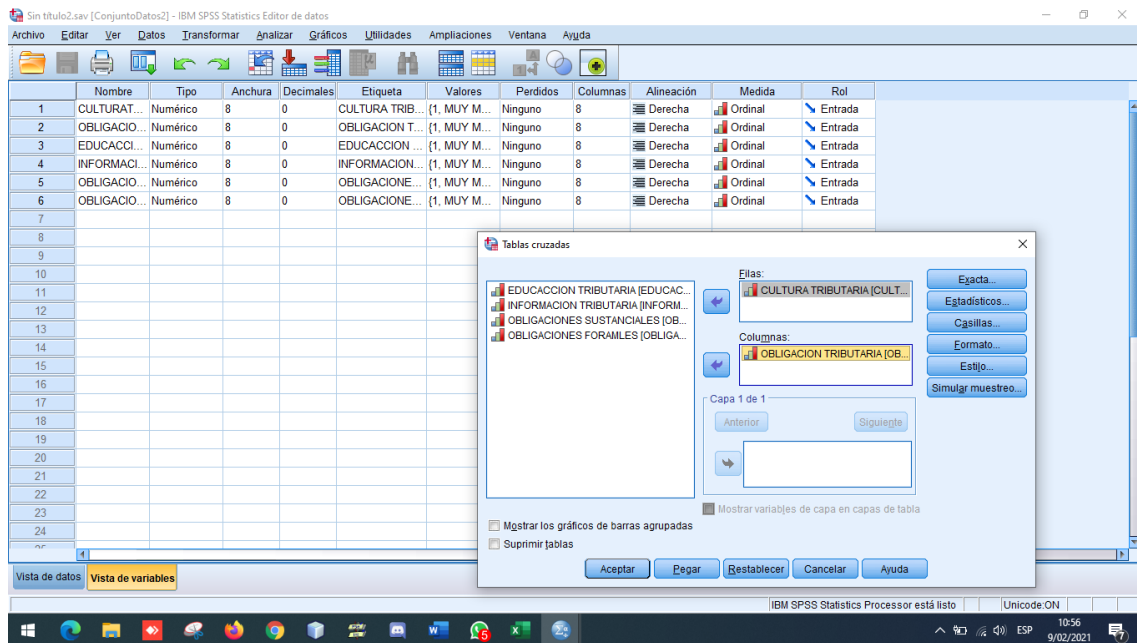 Sin título2.sav [ConjuntoDatos2] - IBM SPSS Statistics Editor de datos
Archivo Editar Ver Datos Transformar Analizar Gráficos Utilidades Ampliaciones Ventana Ayuda
Nombre Tipo Anchura Decimales Etiqueta Valores Perdidos Columnas Alineación Medida Rol
1 CULTURAT... Numérico 8 0 CULTURA TRIB... {1, MUY M... Ninguno 8 Derecha Ordinal Entrada
2 OBLIGACIO... Numérico 8 0 OBLIGACION T... {1, MUY M... Ninguno 8 Derecha Ordinal Entrada
3 EDUCACCI... Numérico 8 0 EDUCACCION ... {1, MUY M... Ninguno 8 Derecha Ordinal Entrada
4 INFORMACI... Numérico 8 0 INFORMACION... {1, MUY M... Ninguno 8 Derecha Ordinal Entrada
5 OBLIGACIO... Numérico 8 0 OBLIGACIONE... {1, MUY M... Ninguno 8 Derecha Ordinal Entrada
6 OBLIGACIO... Numérico 8 0 OBLIGACIONE... {1, MUY M... Ninguno 8 Derecha Ordinal Entrada
7
8
9
10
11
12
13
14
15
16
17
18
19
20
21
22
23
24
Tablas cruzadas
EDUCACCION TRIBUTARIA [EDUCAC...
INFORMACION TRIBUTARIA [INFORM...
OBLIGACIONES SUSTANCIALES [OB...
OBLIGACIONES FORAMLES [OBLIGA...
Filas:
CULTURA TRIBUTARIA [CULT...
Columnas:
OBLIGACION TRIBUTARIA [OB...
Capa 1 de 1
Anterior Siguiente
Mostrar variables de capa en capas de tabla
Exacta...
Estadísticos...
Casillas...
Formato...
Estilo...
Simular muestreo...
Mostrar los gráficos de barras agrupadas
Suprimir tablas
Aceptar Pegar Restablecer Cancelar Ayuda
Vista de datos Vista de variables
IBM SPSS Statistics Processor está listo Unicode:ON
ESP 10:56
9/02/2021